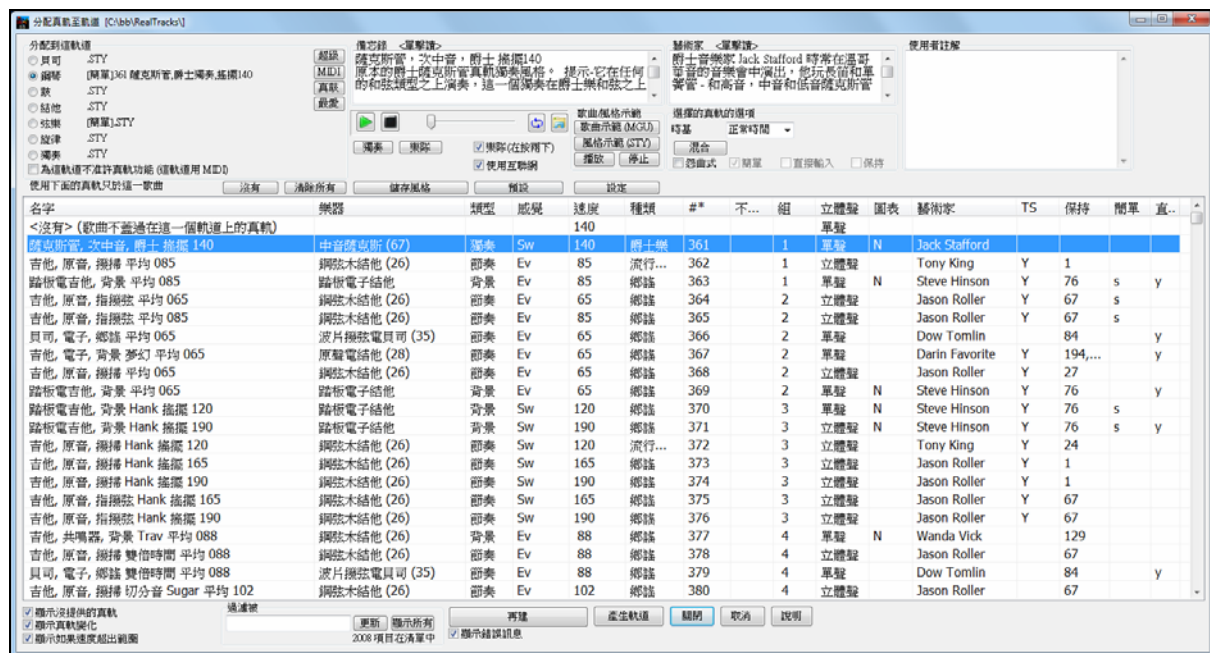 分配真軌至軌道 [C:\bb\RealTracks\]
分配到這軌道
貝司 .STY
鋼琴 [簡單]361 薩克斯管,爵士獨奏,搖擺140
鼓 .STY
結他 .STY
弦樂 [簡單].STY
旋律 .STY
獨奏 .STY
為這軌道不准許真軌功能 (這軌道用 MIDI)
超級
MIDI
真軌
最愛
備忘錄 <單擊讀>
薩克斯管，次中音，爵士 搖擺140
原本的爵士薩克斯管真軌獨奏風格。 提示-它在任何
的和弦類型之上演奏，這一個獨奏在爵士樂和弦之上
獨奏 樂隊
樂隊(在按剛下)
使用互聯網
歌曲/風格示範
歌曲示範 (MGU)
風格示範 (STY)
播放 停止
藝術家 <單擊讀>
爵士音樂家 Jack Stafford 時常在溫哥
華音的音樂會中演出，他玩長笛和單
簧管 - 和高音，中音和低音薩克斯管
選擇的真軌的選項
時基 正常時間
混合
怨曲式 簡單 直接輸入 保持
使用者註解
使用下面的真軌只於這一歌曲 沒有 清除所有 儲存風格 預設 設定
名字 樂器 類型 感覺 速度 種類 #* 不... 組 立體聲 圖表 藝術家 TS 保持 簡單 直..
<沒有> (歌曲不蓋過在這一個軌道上的真軌) 140 單聲
薩克斯管, 次中音, 爵士 搖擺 140 中音薩克斯 (67) 獨奏 Sw 140 爵士樂 361 1 單聲 N Jack Stafford
吉他, 原音, 掃掃 平均 085 鋼弦木結他 (26) 節奏 Ev 85 流行... 362 1 立體聲 Tony King Y 1
踏板電吉他, 背景 平均 085 踏板電子結他 背景 Ev 85 鄉謠 363 1 單聲 N Steve Hinson Y 76 s y
吉他, 原音, 指撥弦 平均 065 鋼弦木結他 (26) 節奏 Ev 65 鄉謠 364 2 立體聲 Jason Roller Y 67 s
吉他, 原音, 指撥弦 平均 085 鋼弦木結他 (26) 節奏 Ev 85 鄉謠 365 2 立體聲 Jason Roller Y 67 s
貝司, 電子, 鄉謠 平均 065 波片撥弦電貝司 (35) 節奏 Ev 65 鄉謠 366 2 單聲 Dow Tomlin 84 y
吉他, 電子, 背景 夢幻 平均 065 原聲電結他 (28) 節奏 Ev 65 鄉謠 367 2 單聲 Darin Favorite Y 194,... y
吉他, 原音, 撥掃 平均 065 鋼弦木結他 (26) 節奏 Ev 65 鄉謠 368 2 立體聲 Jason Roller Y 27
踏板電吉他, 背景 平均 065 踏板電子結他 背景 Ev 65 鄉謠 369 2 單聲 N Steve Hinson Y 76 y
踏板電吉他, 背景 Hank 搖擺 120 踏板電子結他 背景 Sw 120 鄉謠 370 3 單聲 N Steve Hinson Y 76 s
踏板電吉他, 背景 Hank 搖擺 190 踏板電子結他 背景 Sw 190 鄉謠 371 3 單聲 N Steve Hinson Y 76 s y
吉他, 原音, 撥掃 Hank 搖擺 120 鋼弦木結他 (26) 節奏 Sw 120 流行... 372 3 立體聲 Tony King Y 24
吉他, 原音, 撥掃 Hank 搖擺 165 鋼弦木結他 (26) 節奏 Sw 165 鄉謠 373 3 立體聲 Jason Roller Y 1
吉他, 原音, 撥掃 Hank 搖擺 190 鋼弦木結他 (26) 節奏 Sw 190 鄉謠 374 3 立體聲 Jason Roller Y 1
吉他, 原音, 指撥弦 Hank 搖擺 165 鋼弦木結他 (26) 節奏 Sw 165 鄉謠 375 3 立體聲 Jason Roller Y 67
吉他, 原音, 指撥弦 Hank 搖擺 190 鋼弦木結他 (26) 節奏 Sw 190 鄉謠 376 3 立體聲 Jason Roller Y 67
吉他, 共鳴器, 背景 Trav 平均 088 鋼弦木結他 (26) 背景 Ev 88 鄉謠 377 4 單聲 N Wanda Vick 129
吉他, 原音, 撥掃 雙倍時間 平均 088 鋼弦木結他 (26) 節奏 Ev 88 鄉謠 378 4 立體聲 Jason Roller 67
貝司, 電子, 鄉謠 雙倍時間 平均 088 波片撥弦電貝司 (35) 節奏 Ev 88 鄉謠 379 4 單聲 Dow Tomlin 84 y
吉他, 原音, 撥掃 切分音 Sugar 平均 102 鋼弦木結他 (26) 節奏 Ev 102 鄉謠 380 4 立體聲 Jason Roller 67
顯示沒提供的真軌
顯示真軌變化
顯示如果速度超出範圍
過濾被
更新 顯示所有
2008 項目在清單中
再建 產生軌道 關閉 取消 說明
顯示錯誤訊息